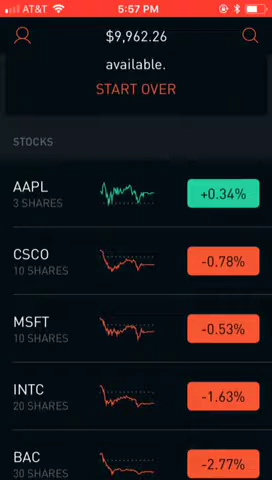 AT&T 5:57 PM
$9,962.26
available.
START OVER
STOCKS
AAPL
3 SHARES
+0.34%
CSCO
10 SHARES
-0.78%
MSFT
10 SHARES
-0.53%
INTC
20 SHARES
-1.63%
BAC
30 SHARES
-2.77%